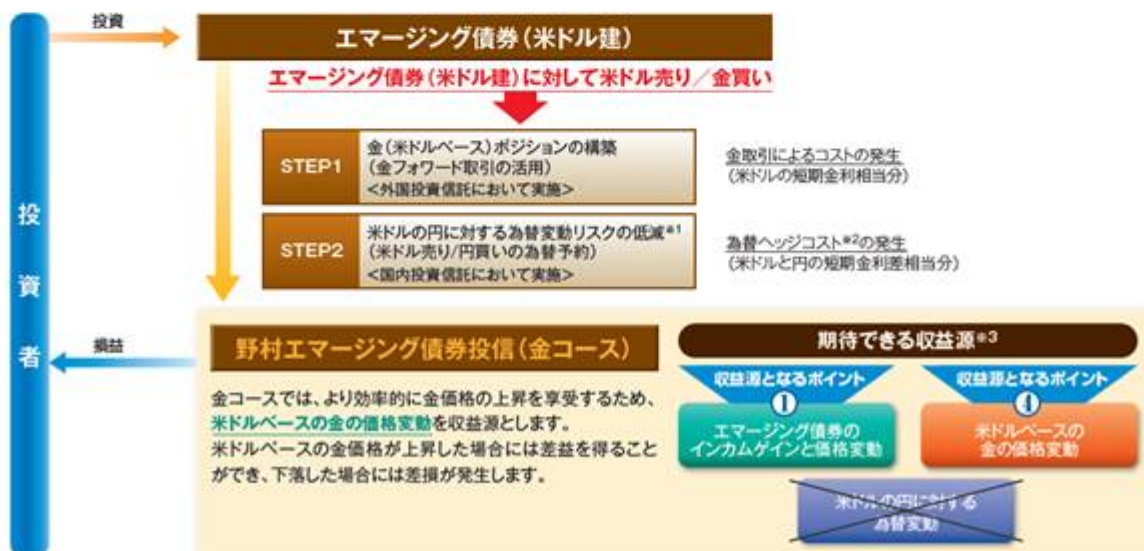 投資
エマージング債券(米ドル建)
エマージング債券(米ドル建)に対して米ドル売り/金買い
STEP1
金(米ドルベース)ポジションの構築
(金フォワード取引の活用)
<外国投資信託において実施>
金取引によるコストの発生
(米ドルの短期金利相当分)
STEP2
米ドルの円に対する為替変動リスクの低減※1
(米ドル売り/円買いの為替予約)
<国内投資信託において実施>
為替ヘッジコスト※2の発生
(米ドルと円の短期金利差相当分)
投資者
損益
野村エマージング債券投信(金コース)
金コースでは、より効率的に金価格の上昇を享受するため、
米ドルベースの金の価格変動を収益源とします。
米ドルベースの金価格が上昇した場合には差益を得ること
ができ、下落した場合には差損が発生します。
期待できる収益源※3
収益源となるポイント
①
エマージング債券の
インカムゲインと価格変動
収益源となるポイント
④
米ドルベースの
金の価格変動
米ドルの円に対する
為替変動